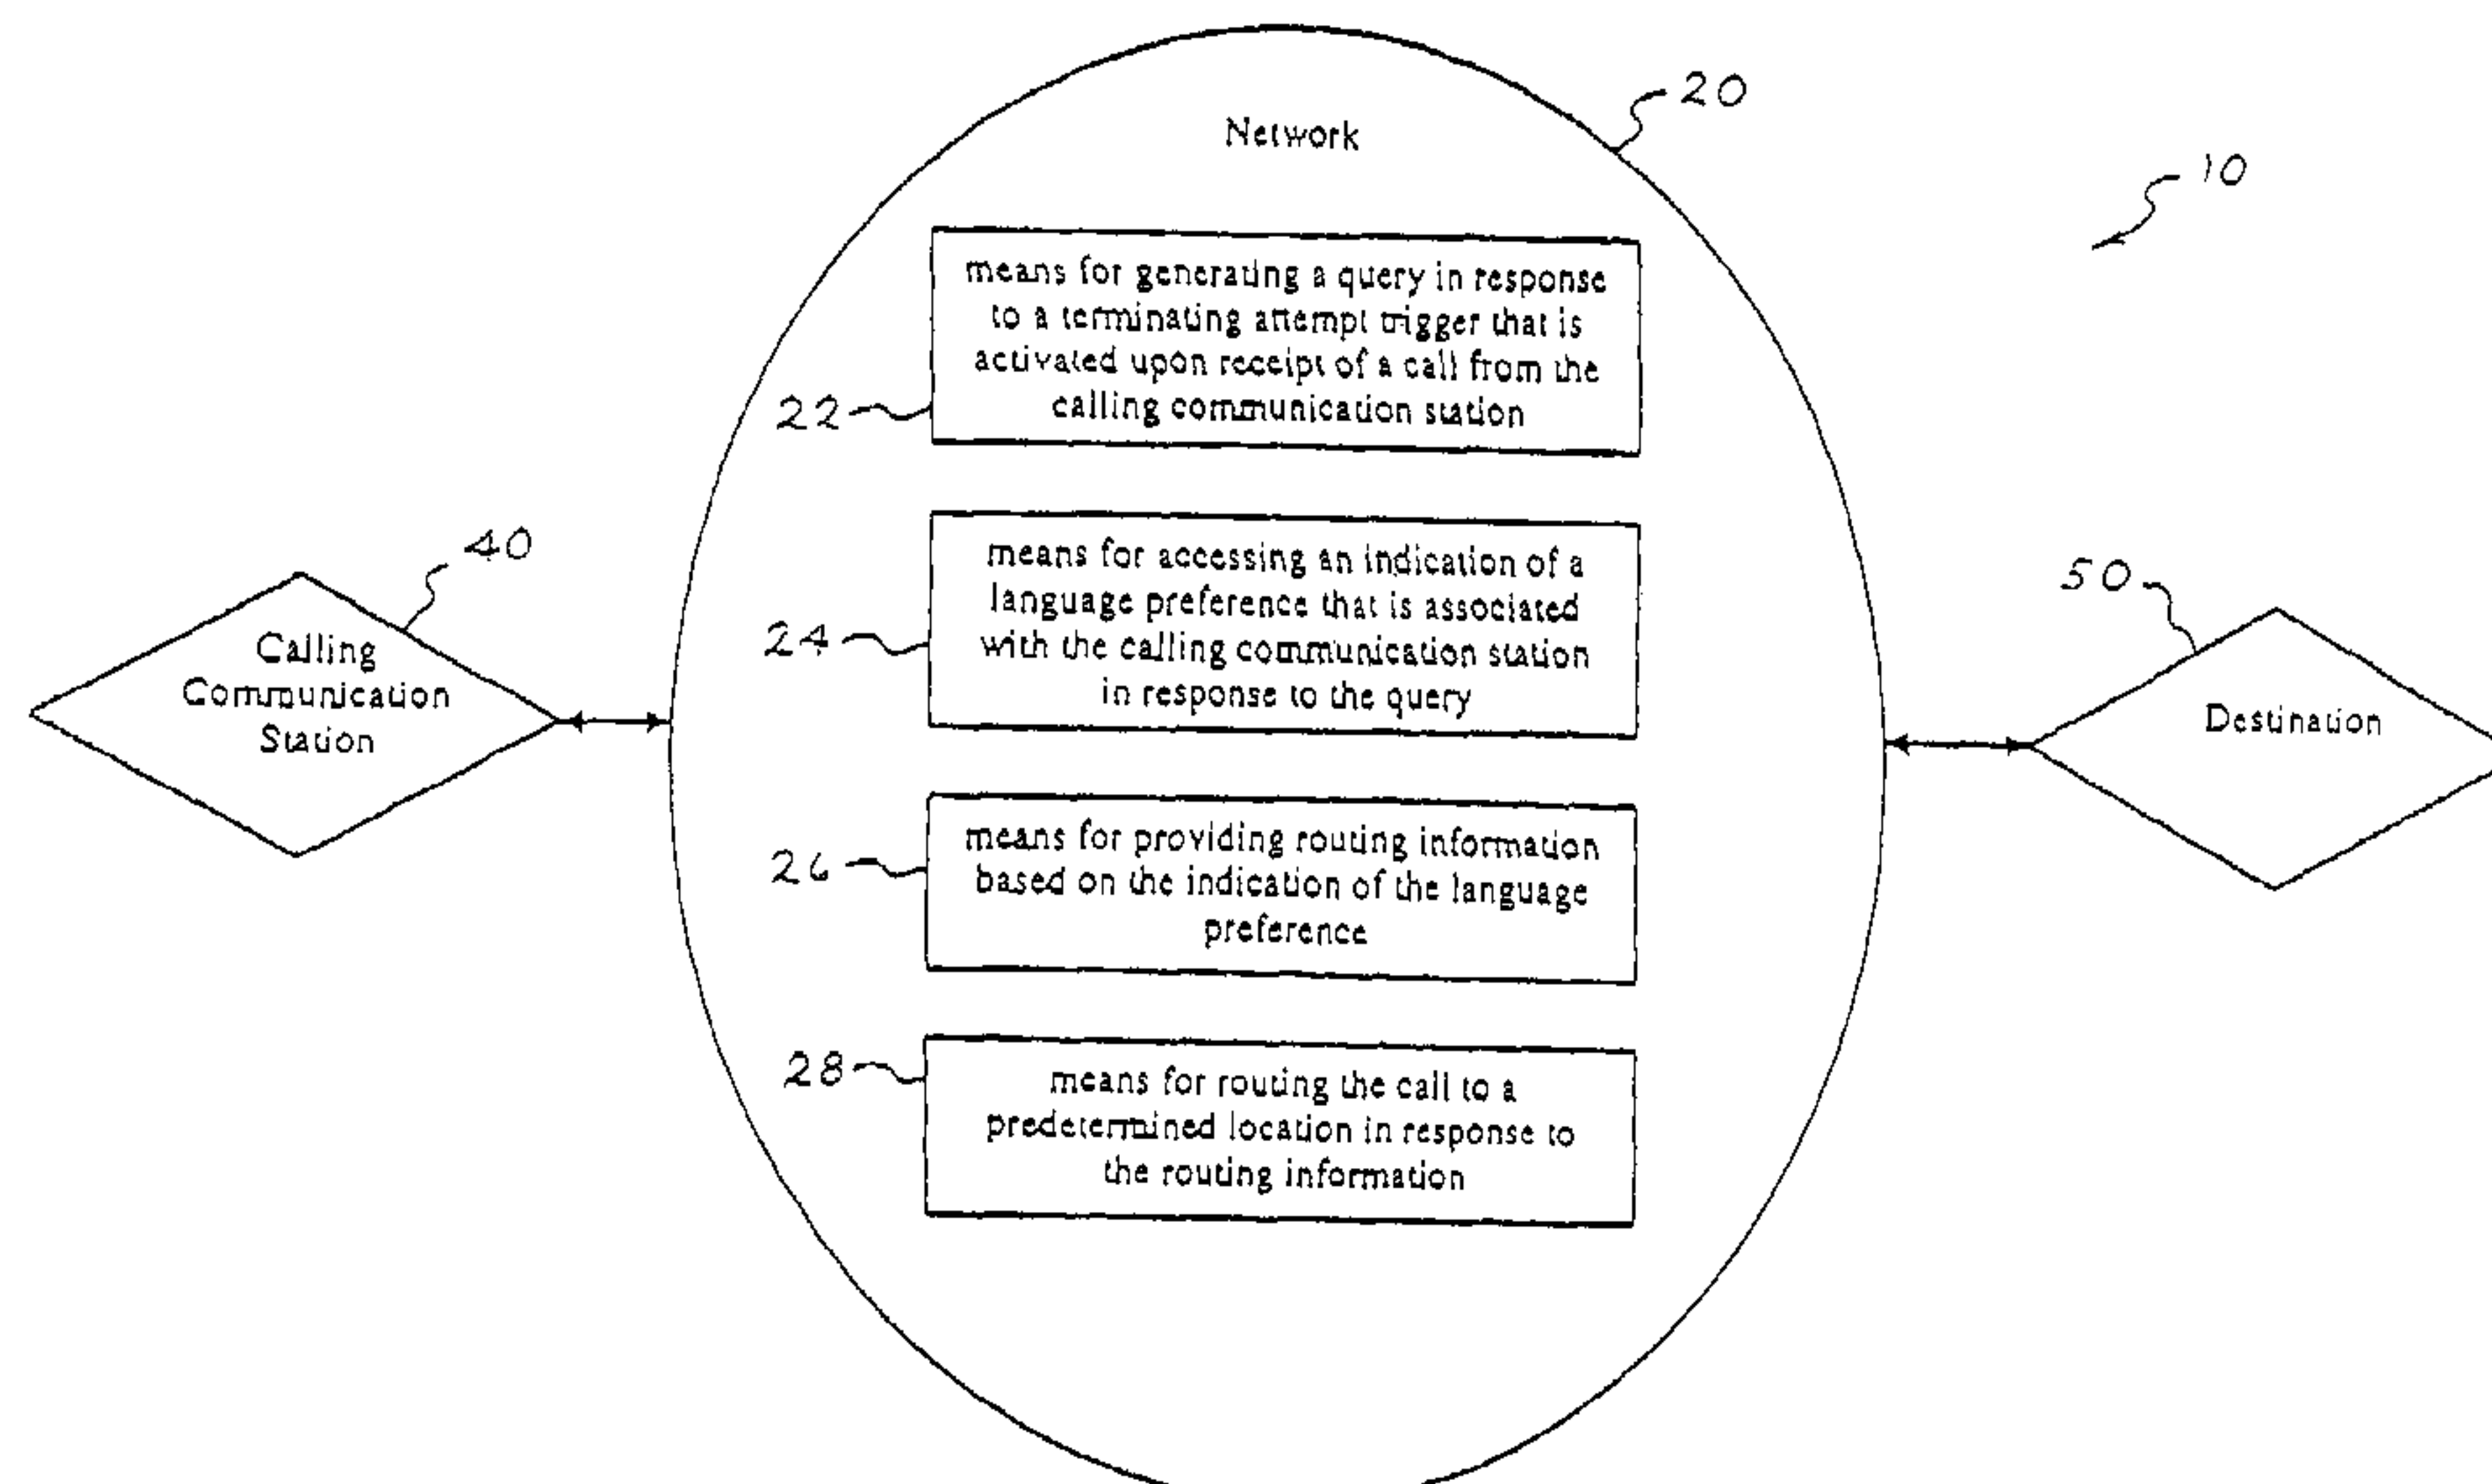 Network
20
10
means for generating a query in response
to a terminating attempt trigger that is
activated upon receipt of a call from the
calling communication station
22
means for accessing an indication of a
language preference that is associated
with the calling communication station
in response to the query
24
40
Calling
Communication
Station
50
Destination
means for providing routing information
based on the indication of the language
preference
26
28
means for routing the call to a
predetermined location in response to
the routing information